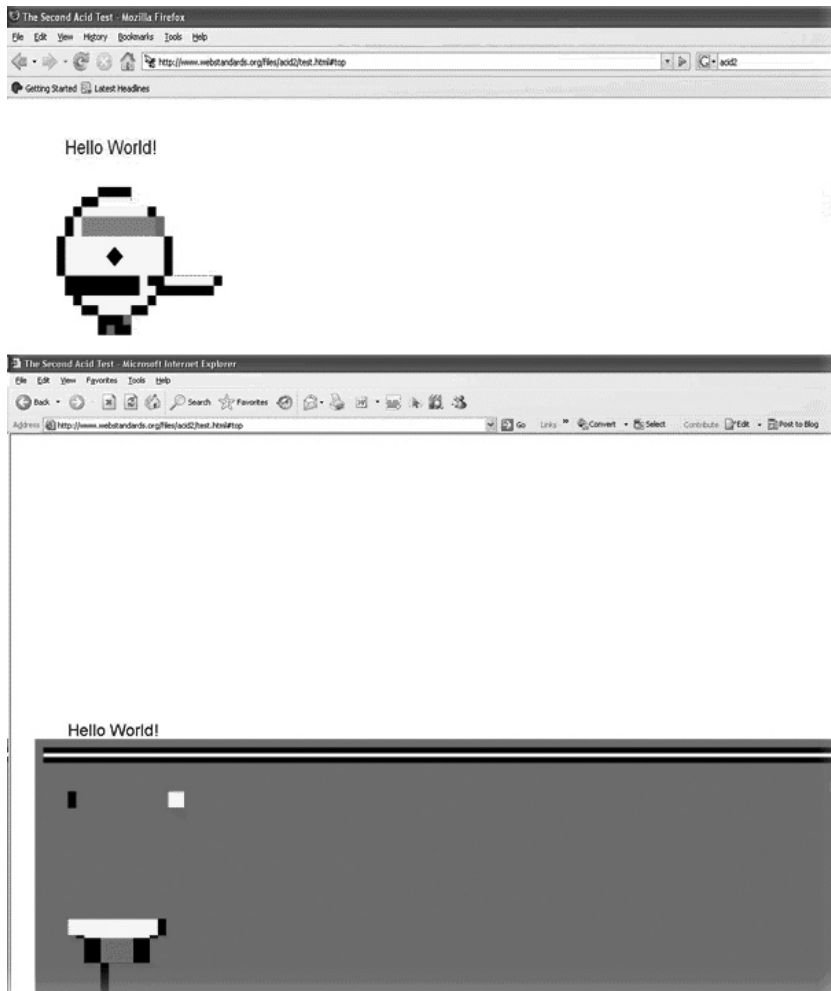 The Second Acid Test - Mozilla Firefox
File Edit View History Bookmarks Tools Help
http://www.webstandards.org/files/acid2/test.html#top
G acid2
Getting Started Latest Headlines
Hello World!
The Second Acid Test - Microsoft Internet Explorer
File Edit View Favorites Tools Help
Back Search Favorites
Address http://www.webstandards.org/files/acid2/test.html#top Go Links » Convert Select Contribute Edit Post to Blog
Hello World!